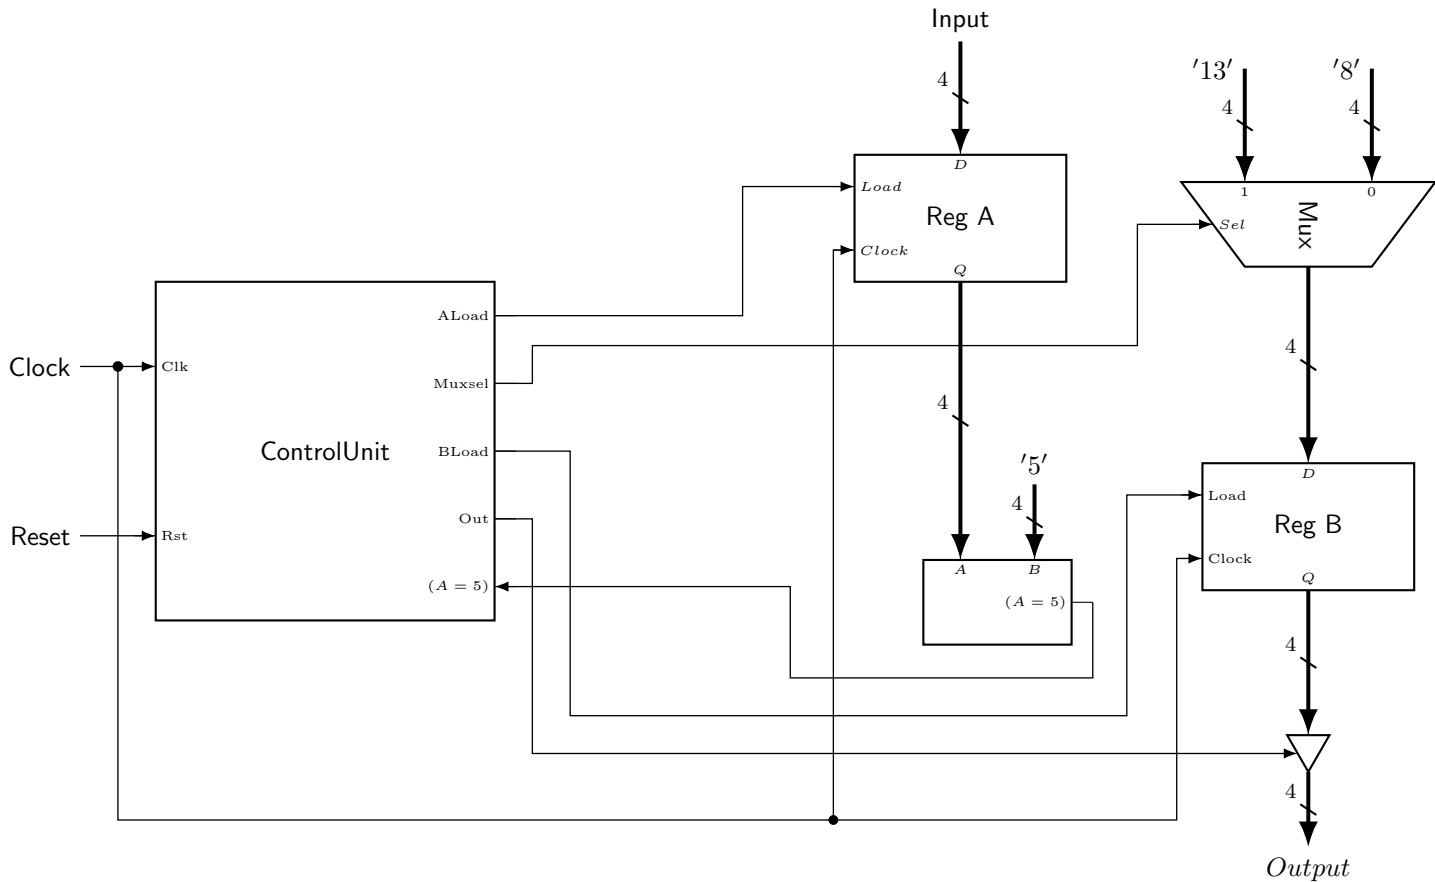 Input
4
'13'
'8'
4
4
D
Load
Reg A
Clock
Q
1
0
Sel
Mux
ALoad
Clock
Clk
Muxsel
4
4
ControlUnit
BLoad
'5'
4
D
Load
Reg B
Clock
Q
Out
Reset
Rst
(A = 5)
A
B
(A = 5)
4
4
Output